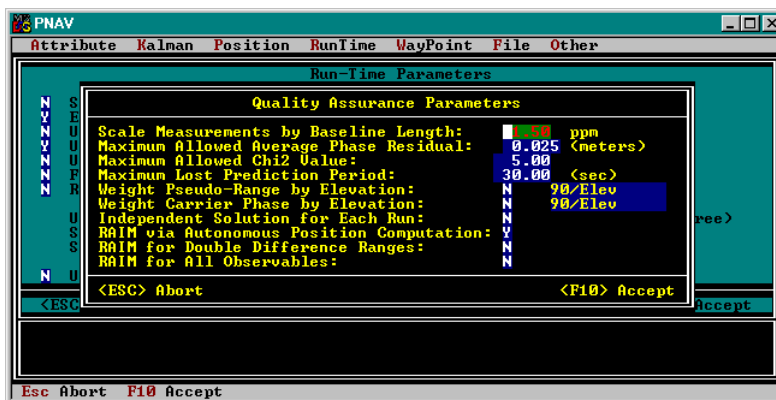 PNAV
Attribute Kalman Position RunTime WayPoint File Other
Run-Time Parameters
Quality Assurance Parameters
N S
Y E
N U Scale Measurements by Baseline Length: 1.50 ppm
Y U Maximum Allowed Average Phase Residual: 0.025 (meters)
N U Maximum Allowed Chi2 Value: 5.00
N F Maximum Lost Prediction Period: 30.00 (sec)
N R Weight Pseudo-Range by Elevation: N 90/Elev
Weight Carrier Phase by Elevation: N 90/Elev
U Independent Solution for Each Run: N ree)
S RAIM via Autonomous Position Computation: Y
S RAIM for Double Difference Ranges: N
RAIM for All Observables: N
N U
<ESC> Abort <F10> Accept
<ESC Accept
Esc Abort F10 Accept